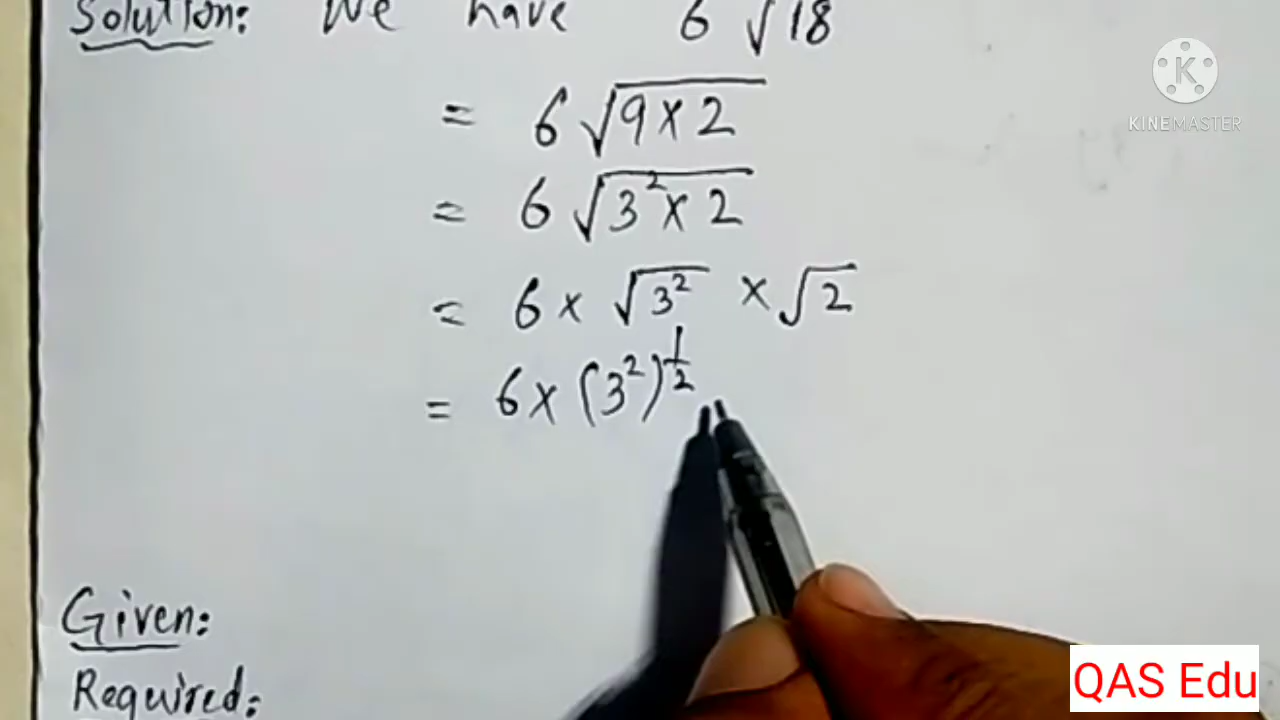 Solution: We have 6 √18
= 6 √9×2
= 6 √3²×2
= 6 × √3² × √2
= 6 × (3²)^½
Given:
Required:
KINEMASTER
QAS Edu